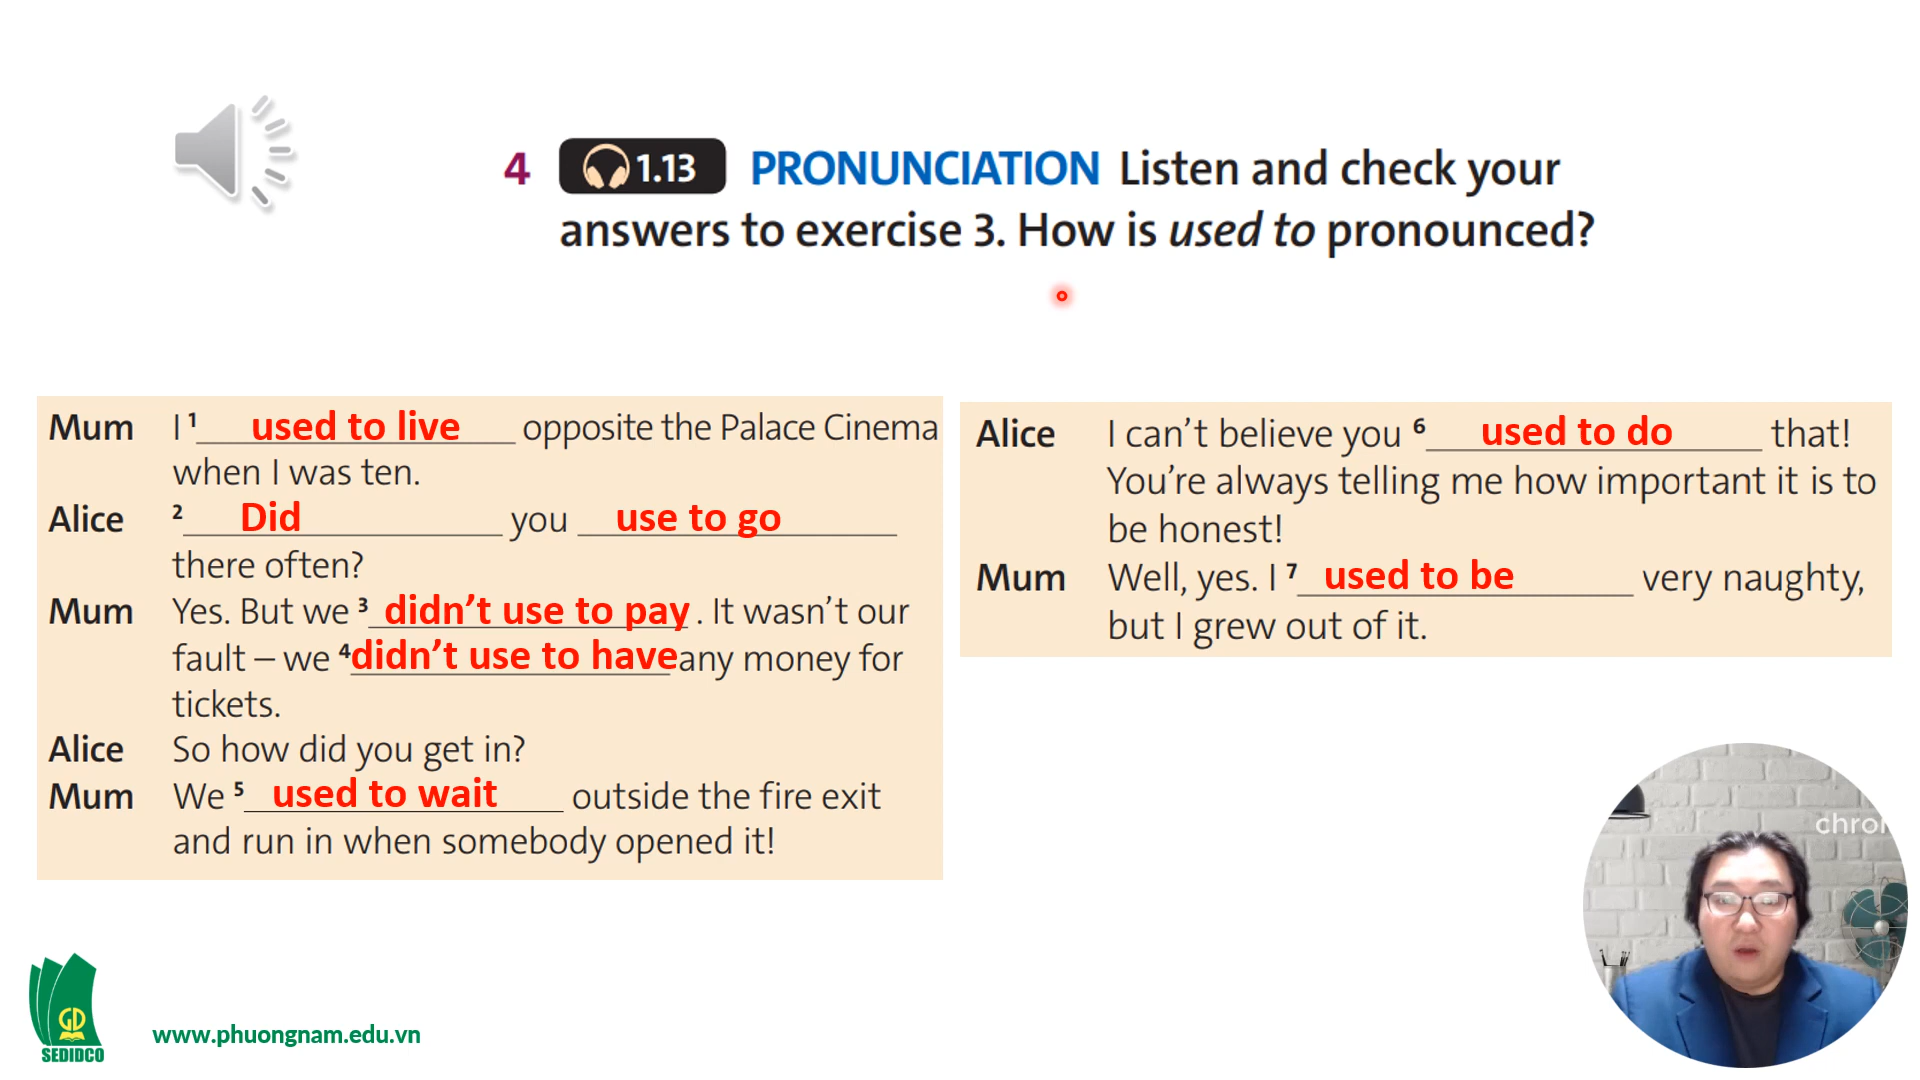 4 1.13 PRONUNCIATION Listen and check your
answers to exercise 3. How is used to pronounced?
Mum I ¹ used to live opposite the Palace Cinema
when I was ten.
Alice ² Did you use to go
there often?
Mum Yes. But we ³ didn’t use to pay . It wasn’t our
fault – we ⁴ didn’t use to have any money for
tickets.
Alice So how did you get in?
Mum We ⁵ used to wait outside the fire exit
and run in when somebody opened it!
Alice I can’t believe you ⁶ used to do that!
You’re always telling me how important it is to
be honest!
Mum Well, yes. I ⁷ used to be very naughty,
but I grew out of it.
GD
SEDIDCO
www.phuongnam.edu.vn